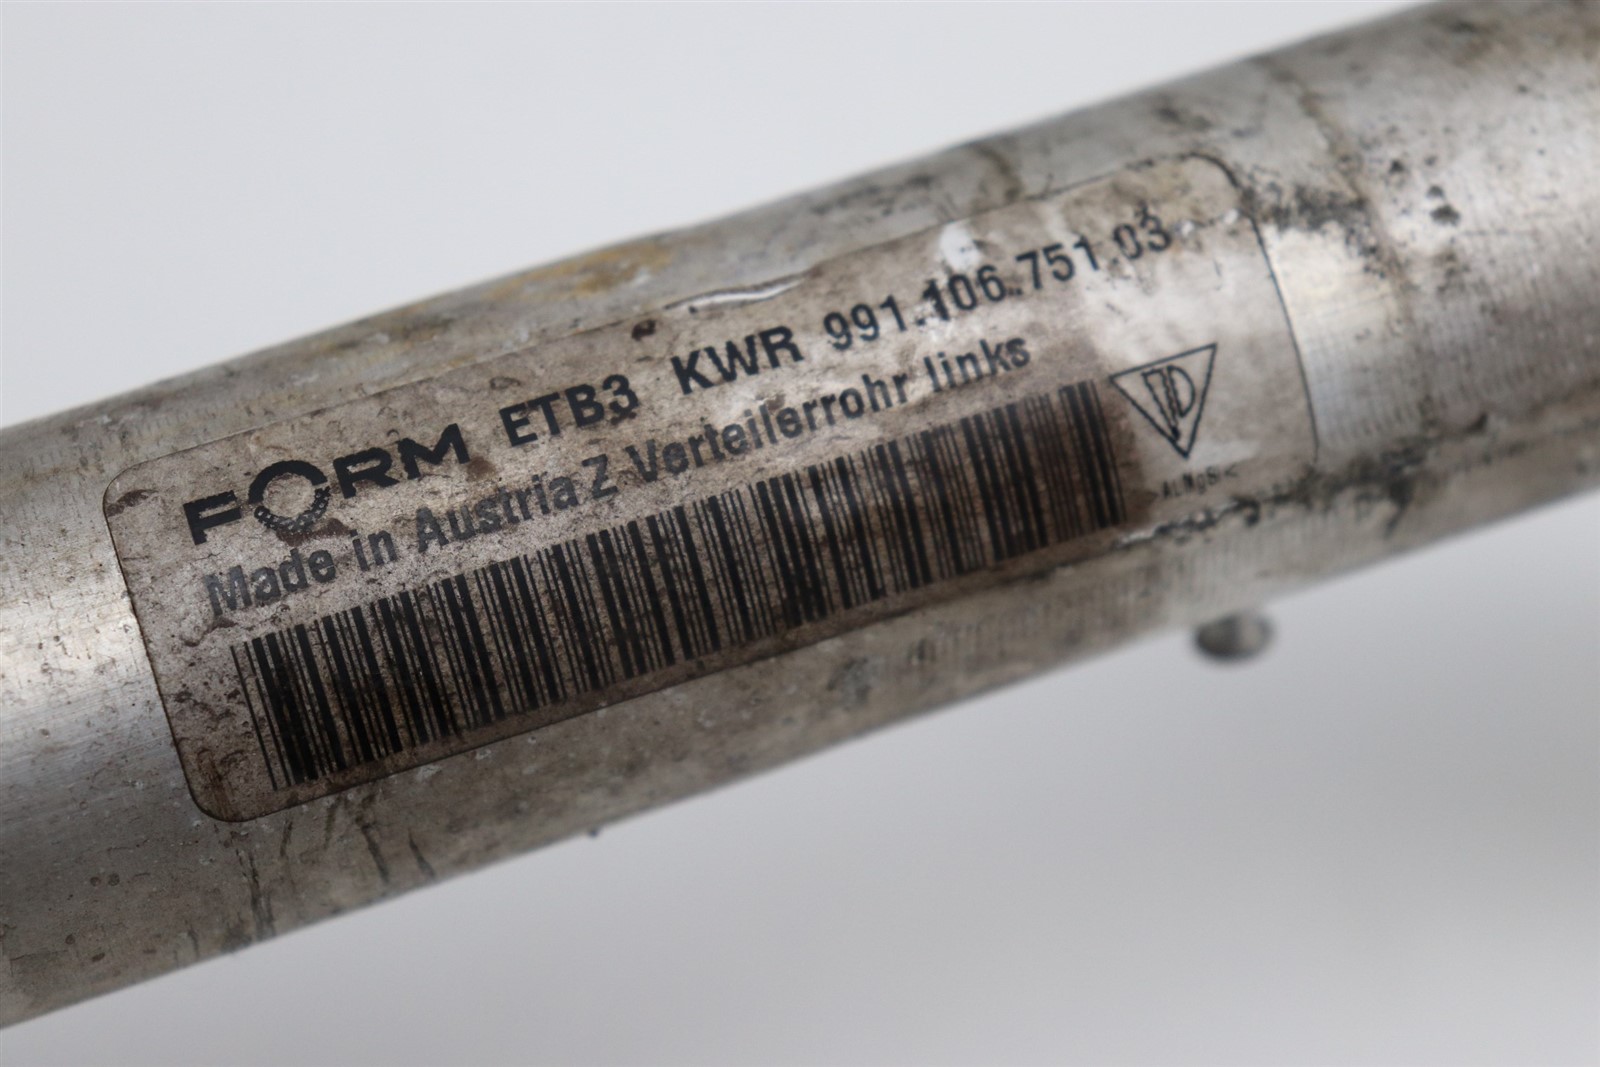 FORM ETB3 KWR 991.106.751.03
Made in Austria Z Verteilerrohr links